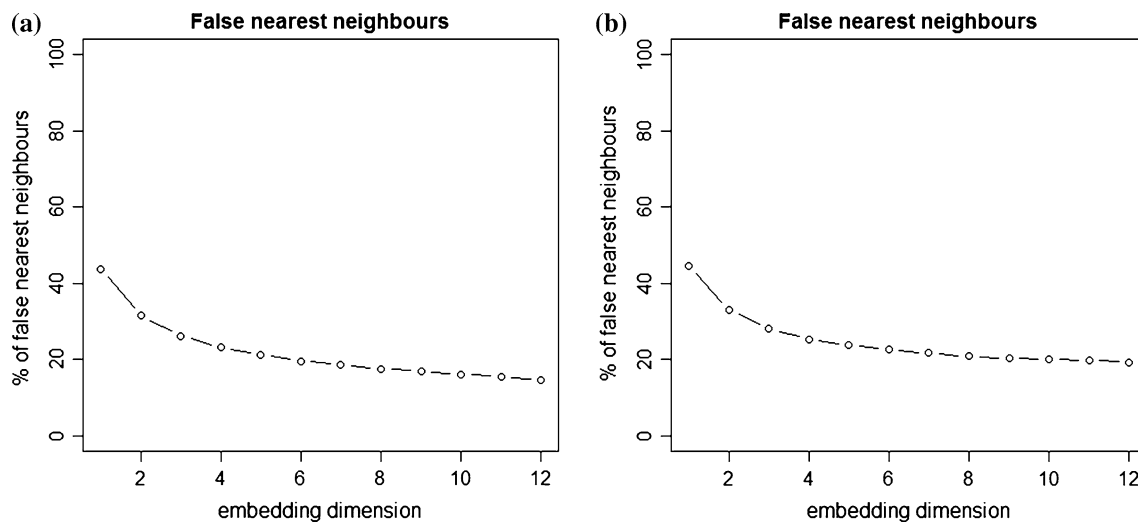 (a)
False nearest neighbours
% of false nearest neighbours
100
80
60
40
20
0
2 4 6 8 10 12
embedding dimension
(b)
False nearest neighbours
% of false nearest neighbours
100
80
60
40
20
0
2 4 6 8 10 12
embedding dimension